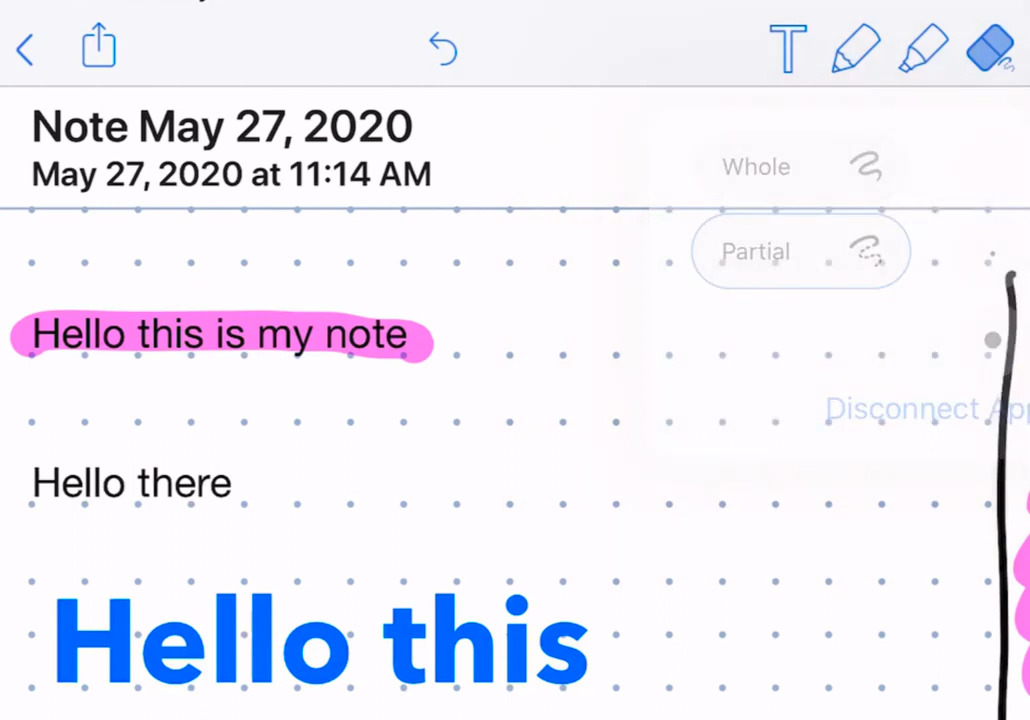 T
Note May 27, 2020
May 27, 2020 at 11:14 AM
Whole
Partial
Hello this is my note
Disconnect
Hello there
Hello this